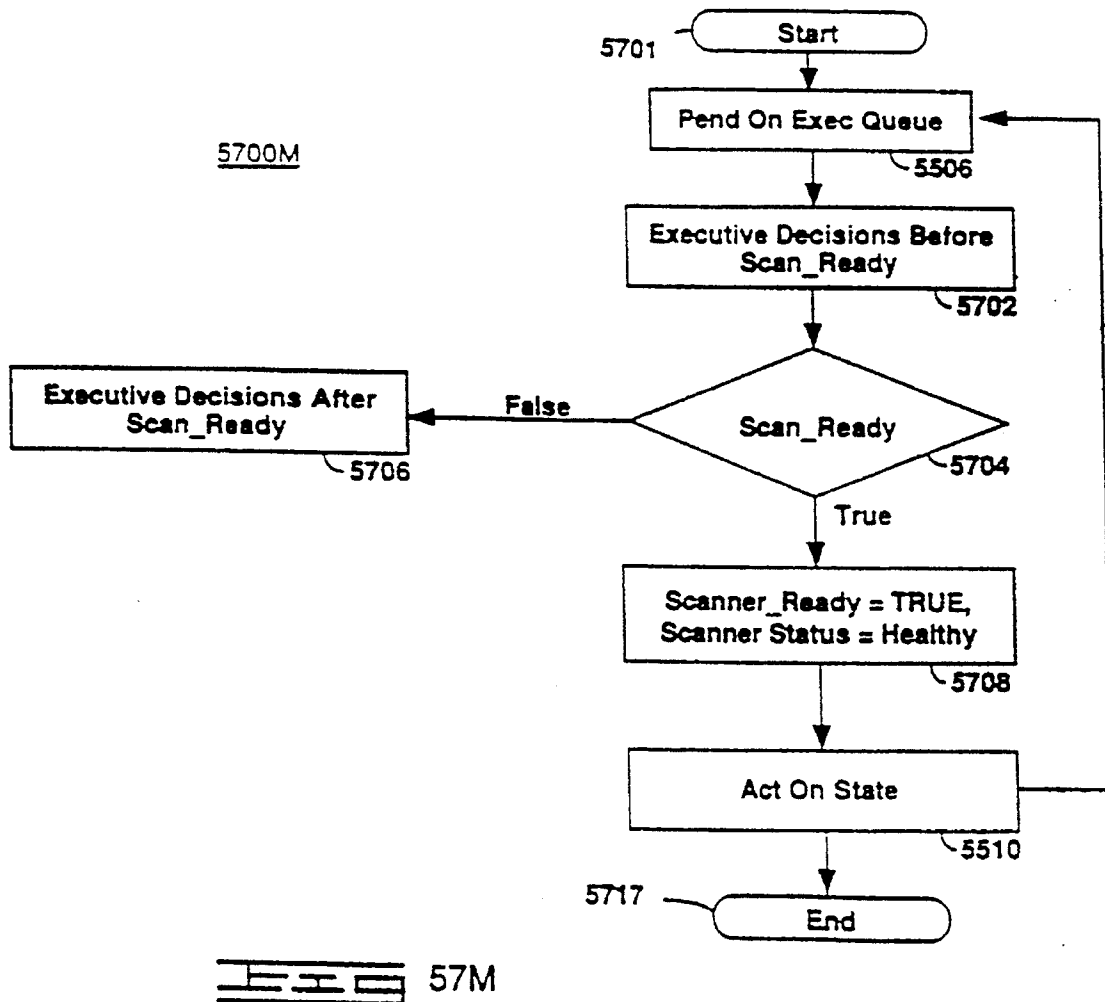 Start
5701
Pend On Exec Queue
5506
5700M
Executive Decisions Before
Scan_Ready
5702
Executive Decisions After
Scan_Ready
5706
False
Scan_Ready
5704
True
Scanner_Ready = TRUE,
Scanner Status = Healthy
5708
Act On State
5510
5717
End
57M